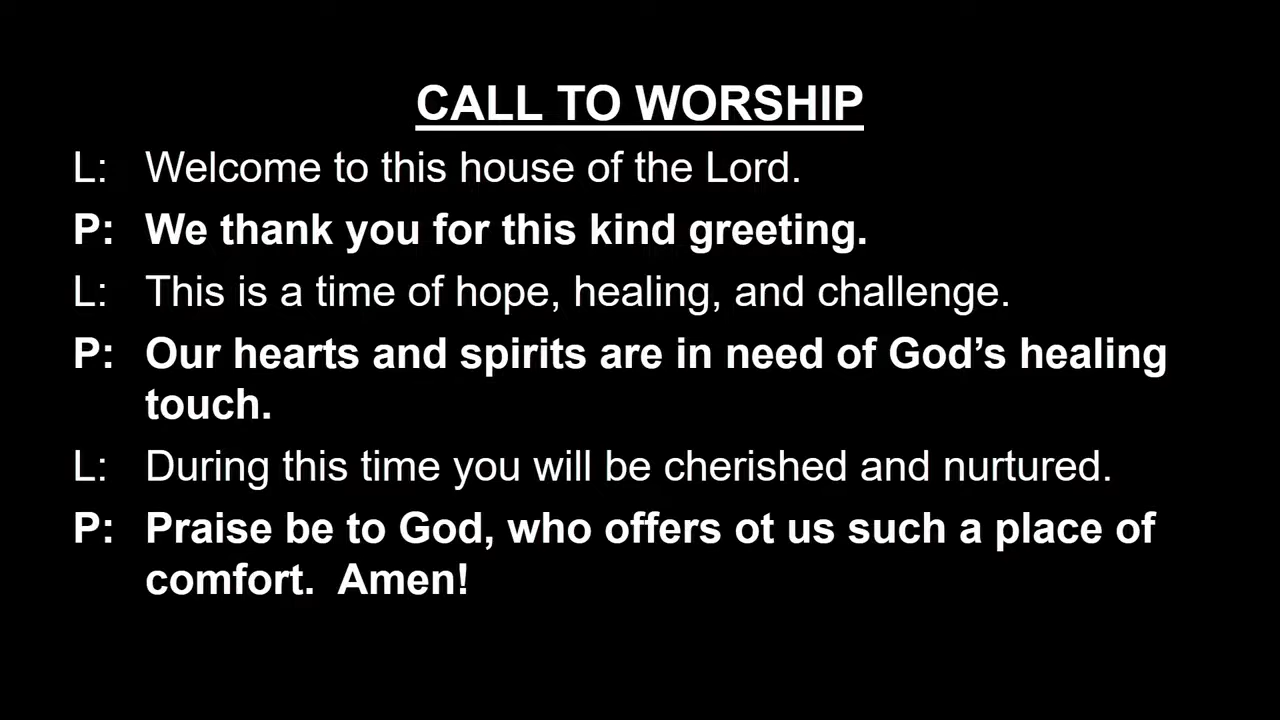 CALL TO WORSHIP
L: Welcome to this house of the Lord.
P: We thank you for this kind greeting.
L: This is a time of hope, healing, and challenge.
P: Our hearts and spirits are in need of God’s healing
touch.
L: During this time you will be cherished and nurtured.
P: Praise be to God, who offers ot us such a place of
comfort.  Amen!